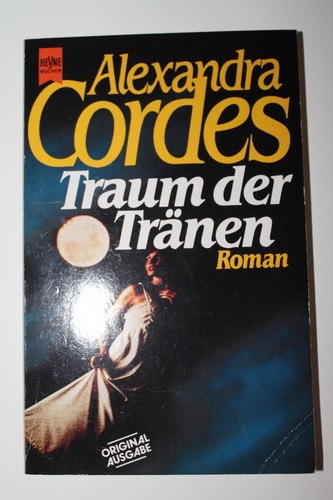 HEYNE
BÜCHER
Alexandra
Cordes
Traum der
Tränen
Roman
ORIGINAL
AUSGABE